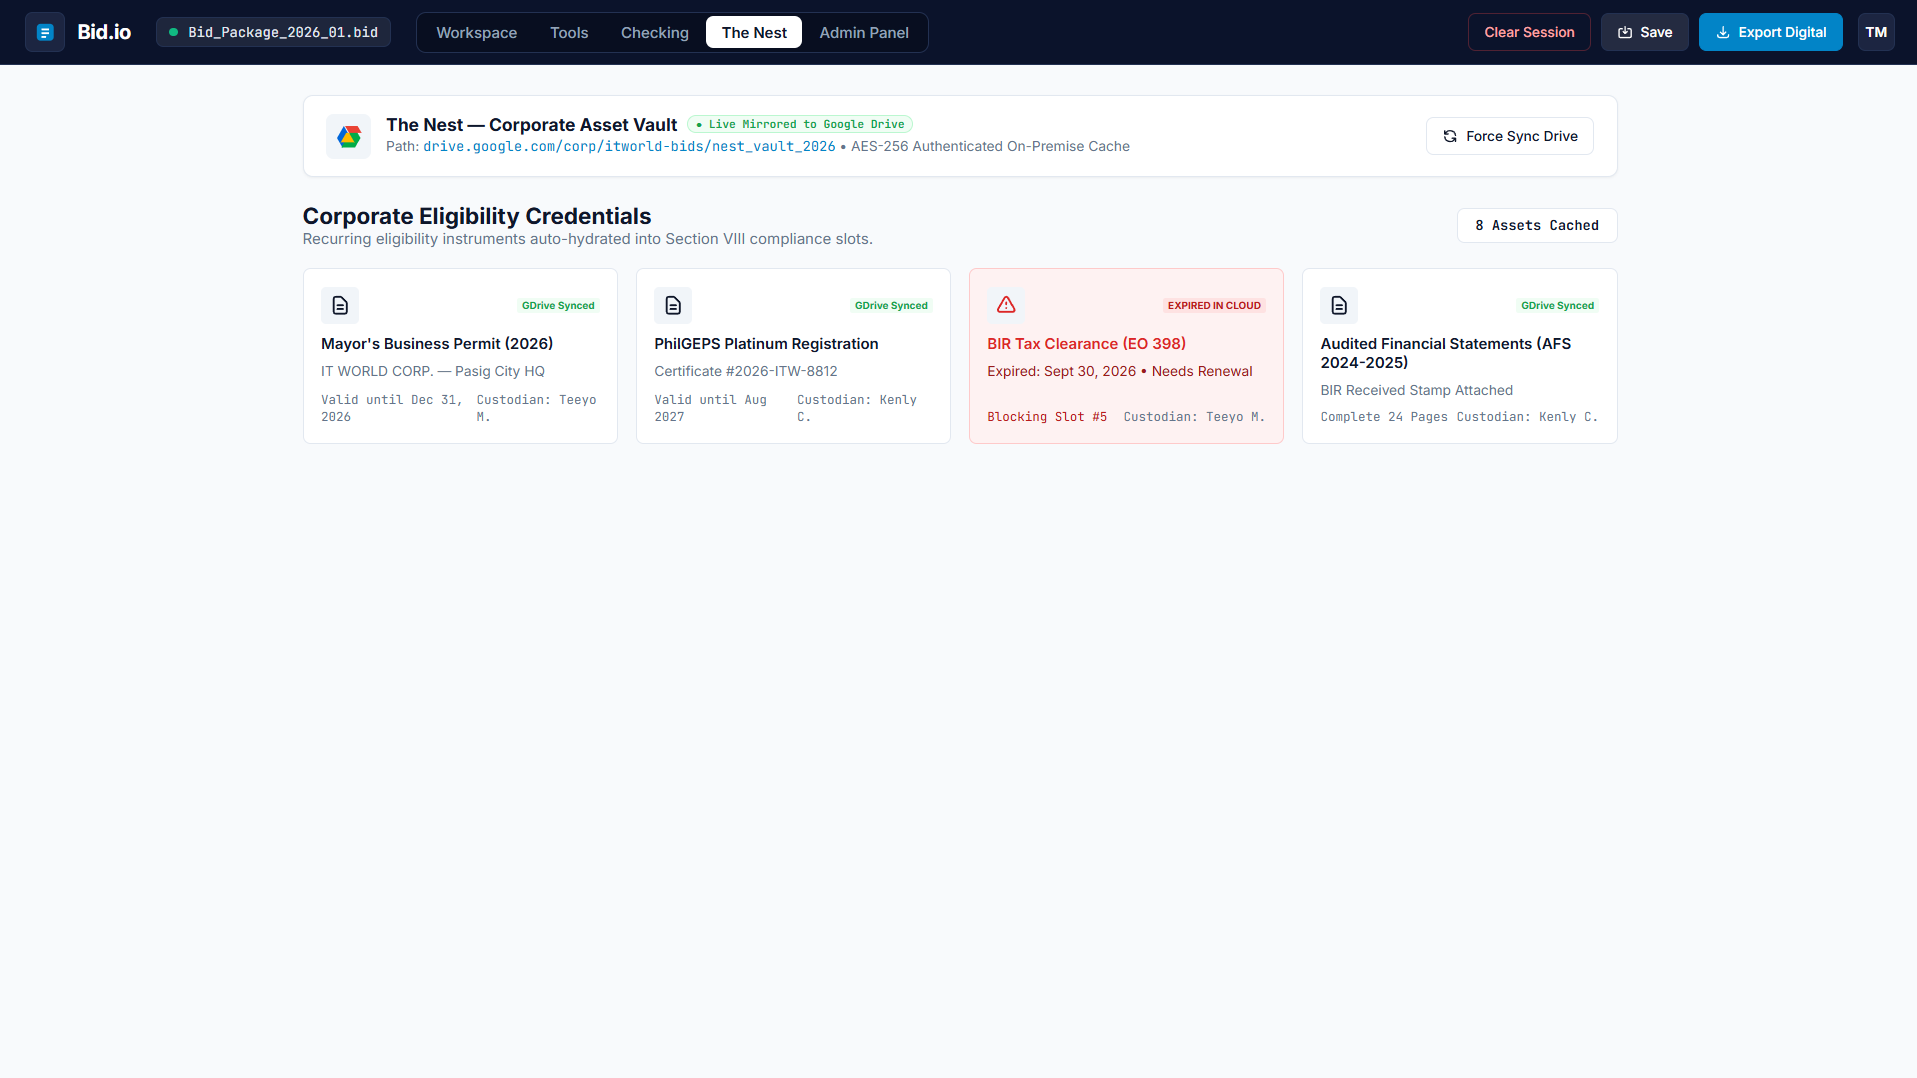 Bid.io
Bid_Package_2026_01.bid
Workspace
Tools
Checking
The Nest
Admin Panel
Clear Session
Save
Export Digital
TM
The Nest — Corporate Asset Vault
● Live Mirrored to Google Drive
Path: drive.google.com/corp/itworld-bids/nest_vault_2026 • AES-256 Authenticated On-Premise Cache
Force Sync Drive
Corporate Eligibility Credentials
Recurring eligibility instruments auto-hydrated into Section VIII compliance slots.
8 Assets Cached
GDrive Synced
Mayor's Business Permit (2026)
IT WORLD CORP. — Pasig City HQ
Valid until Dec 31,
2026
Custodian: Teeyo
M.
GDrive Synced
PhilGEPS Platinum Registration
Certificate #2026-ITW-8812
Valid until Aug
2027
Custodian: Kenly
C.
EXPIRED IN CLOUD
BIR Tax Clearance (EO 398)
Expired: Sept 30, 2026 • Needs Renewal
Blocking Slot #5
Custodian: Teeyo M.
GDrive Synced
Audited Financial Statements (AFS
2024-2025)
BIR Received Stamp Attached
Complete 24 Pages
Custodian: Kenly C.